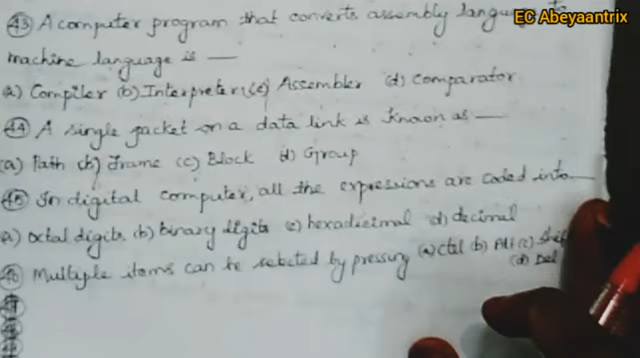 EC Abeyaantrix
(43) A computer program that converts assembly language to
machine language is —
(a) Compiler (b) Interpreter (c) Assembler (d) Comparator
(44) A single packet on a data link is known as —
(a) Path (b) Frame (c) Block (d) Group
(45) In digital computer, all the expressions are coded into —
(a) octal digits (b) binary digits (c) hexadecimal (d) decimal
(46) Multiple items can be selected by pressing (a) ctrl (b) Alt (c) Shift
(d) Del